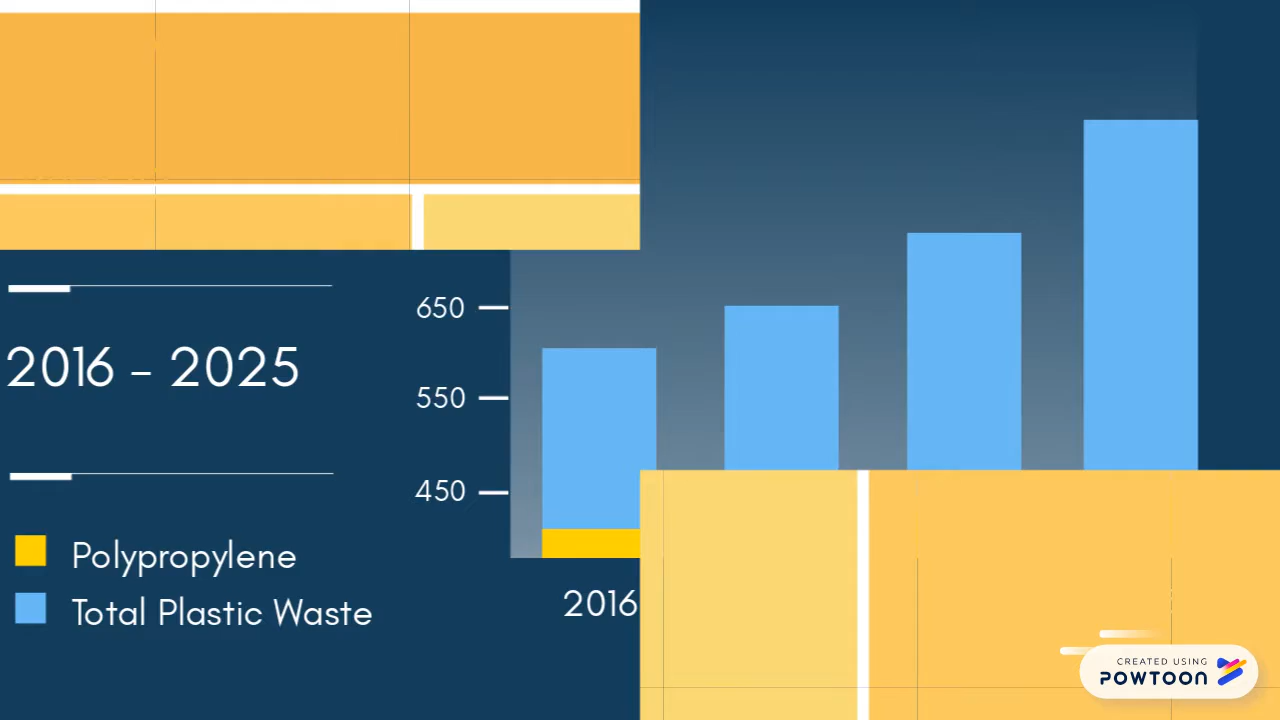 650
2016 - 2025
550
450
Polypropylene
2016
Total Plastic Waste
CREATED USING
POWTOON